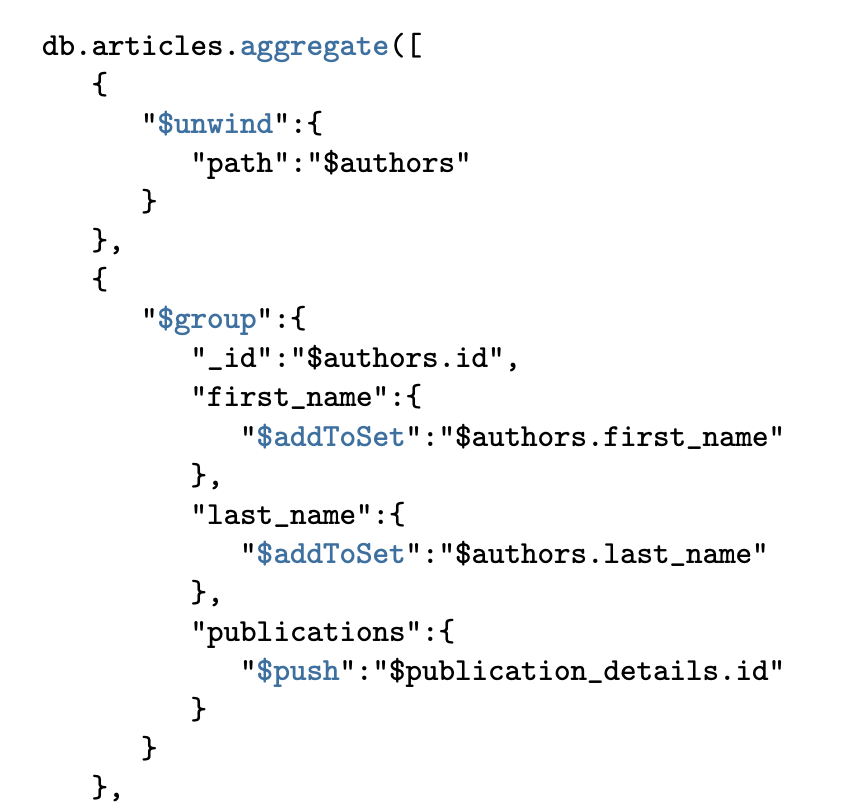 db.articles.aggregate([
   {
      "$unwind":{
         "path":"$authors"
      }
   },
   {
      "$group":{
         "_id":"$authors.id",
         "first_name":{
            "$addToSet":"$authors.first_name"
         },
         "last_name":{
            "$addToSet":"$authors.last_name"
         },
         "publications":{
            "$push":"$publication_details.id"
         }
      }
   },